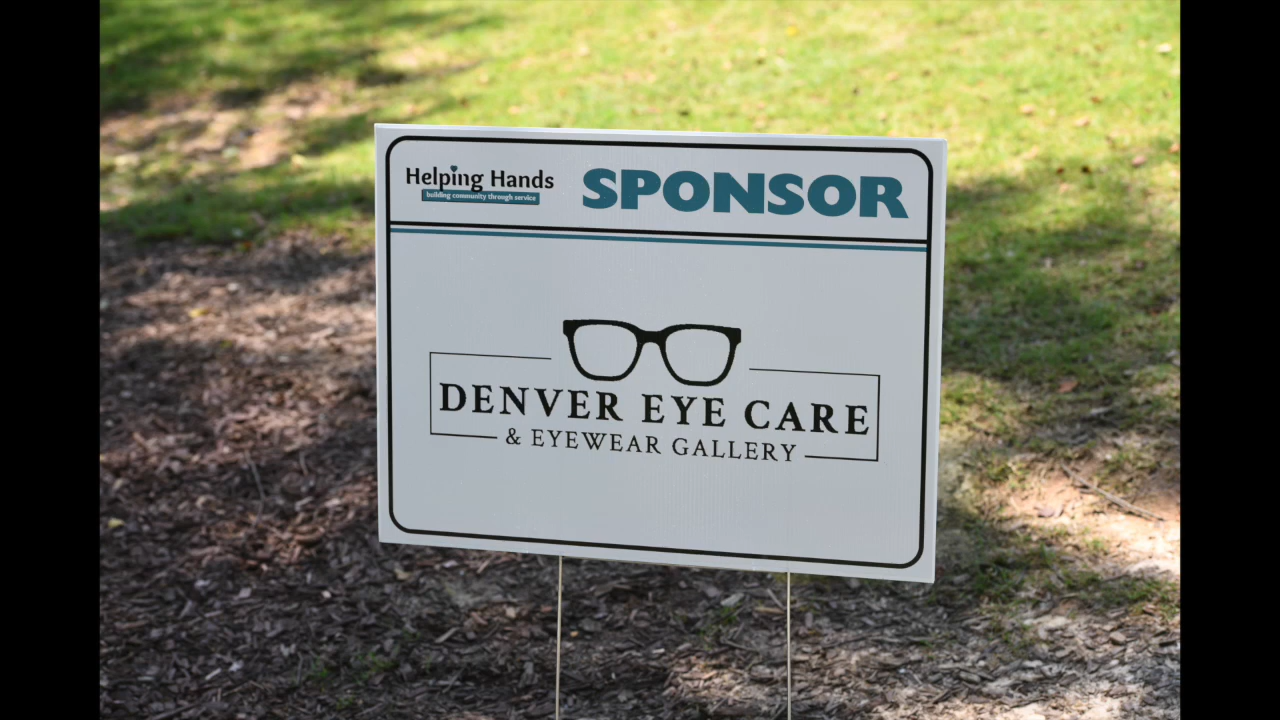 Helping Hands
building community through service
SPONSOR
DENVER EYE CARE
& EYEWEAR GALLERY